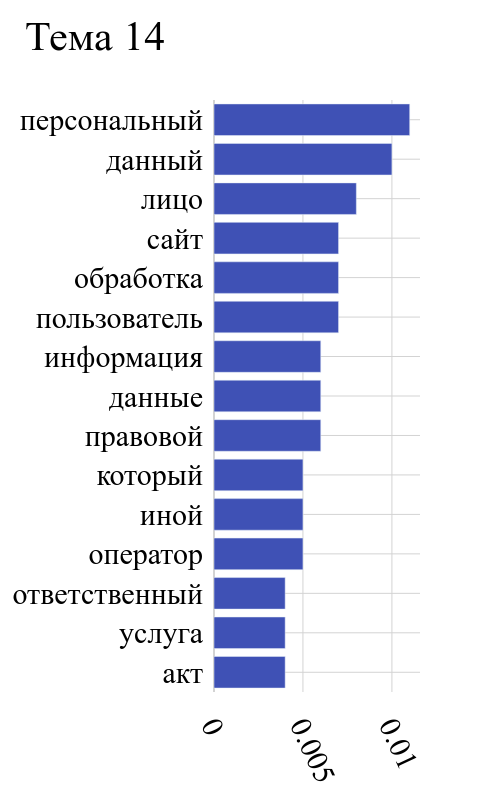 Тема 14
персональный
данный
лицо
сайт
обработка
пользователь
информация
данные
правовой
который
иной
оператор
ответственный
услуга
акт
0
0.005
0.01